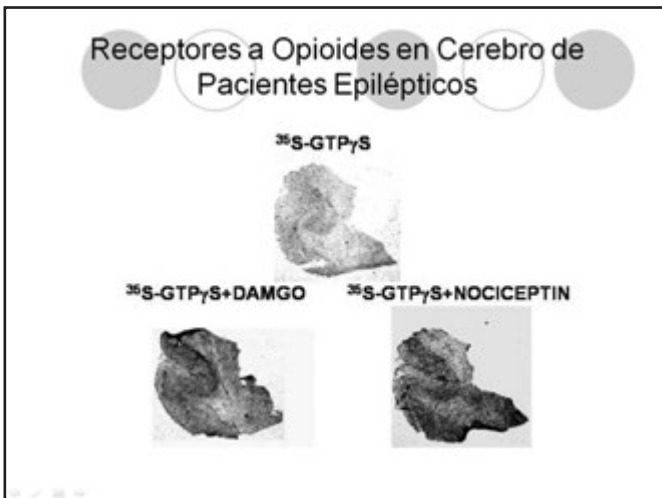 Receptores a Opioides en Cerebro de
Pacientes Epilépticos
³⁵S-GTPγS
³⁵S-GTPγS+DAMGO
³⁵S-GTPγS+NOCICEPTIN